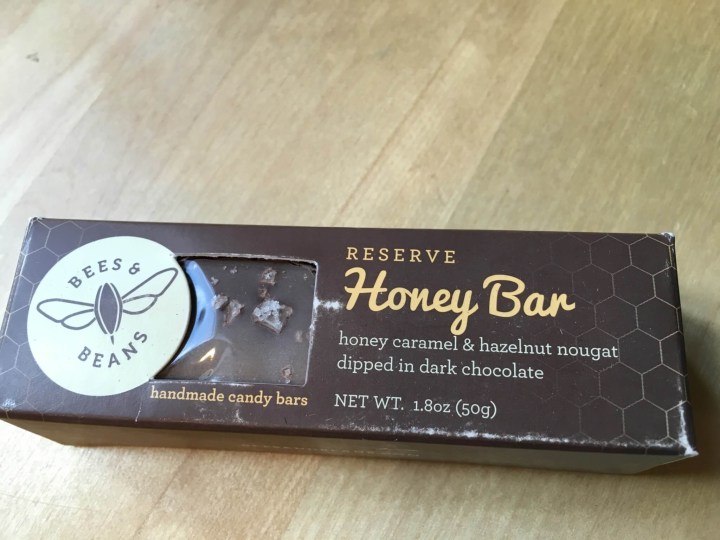 BEES &
BEANS
handmade candy bars
RESERVE
Honey Bar
honey caramel & hazelnut nougat
dipped in dark chocolate
NET WT. 1.8oz (50g)